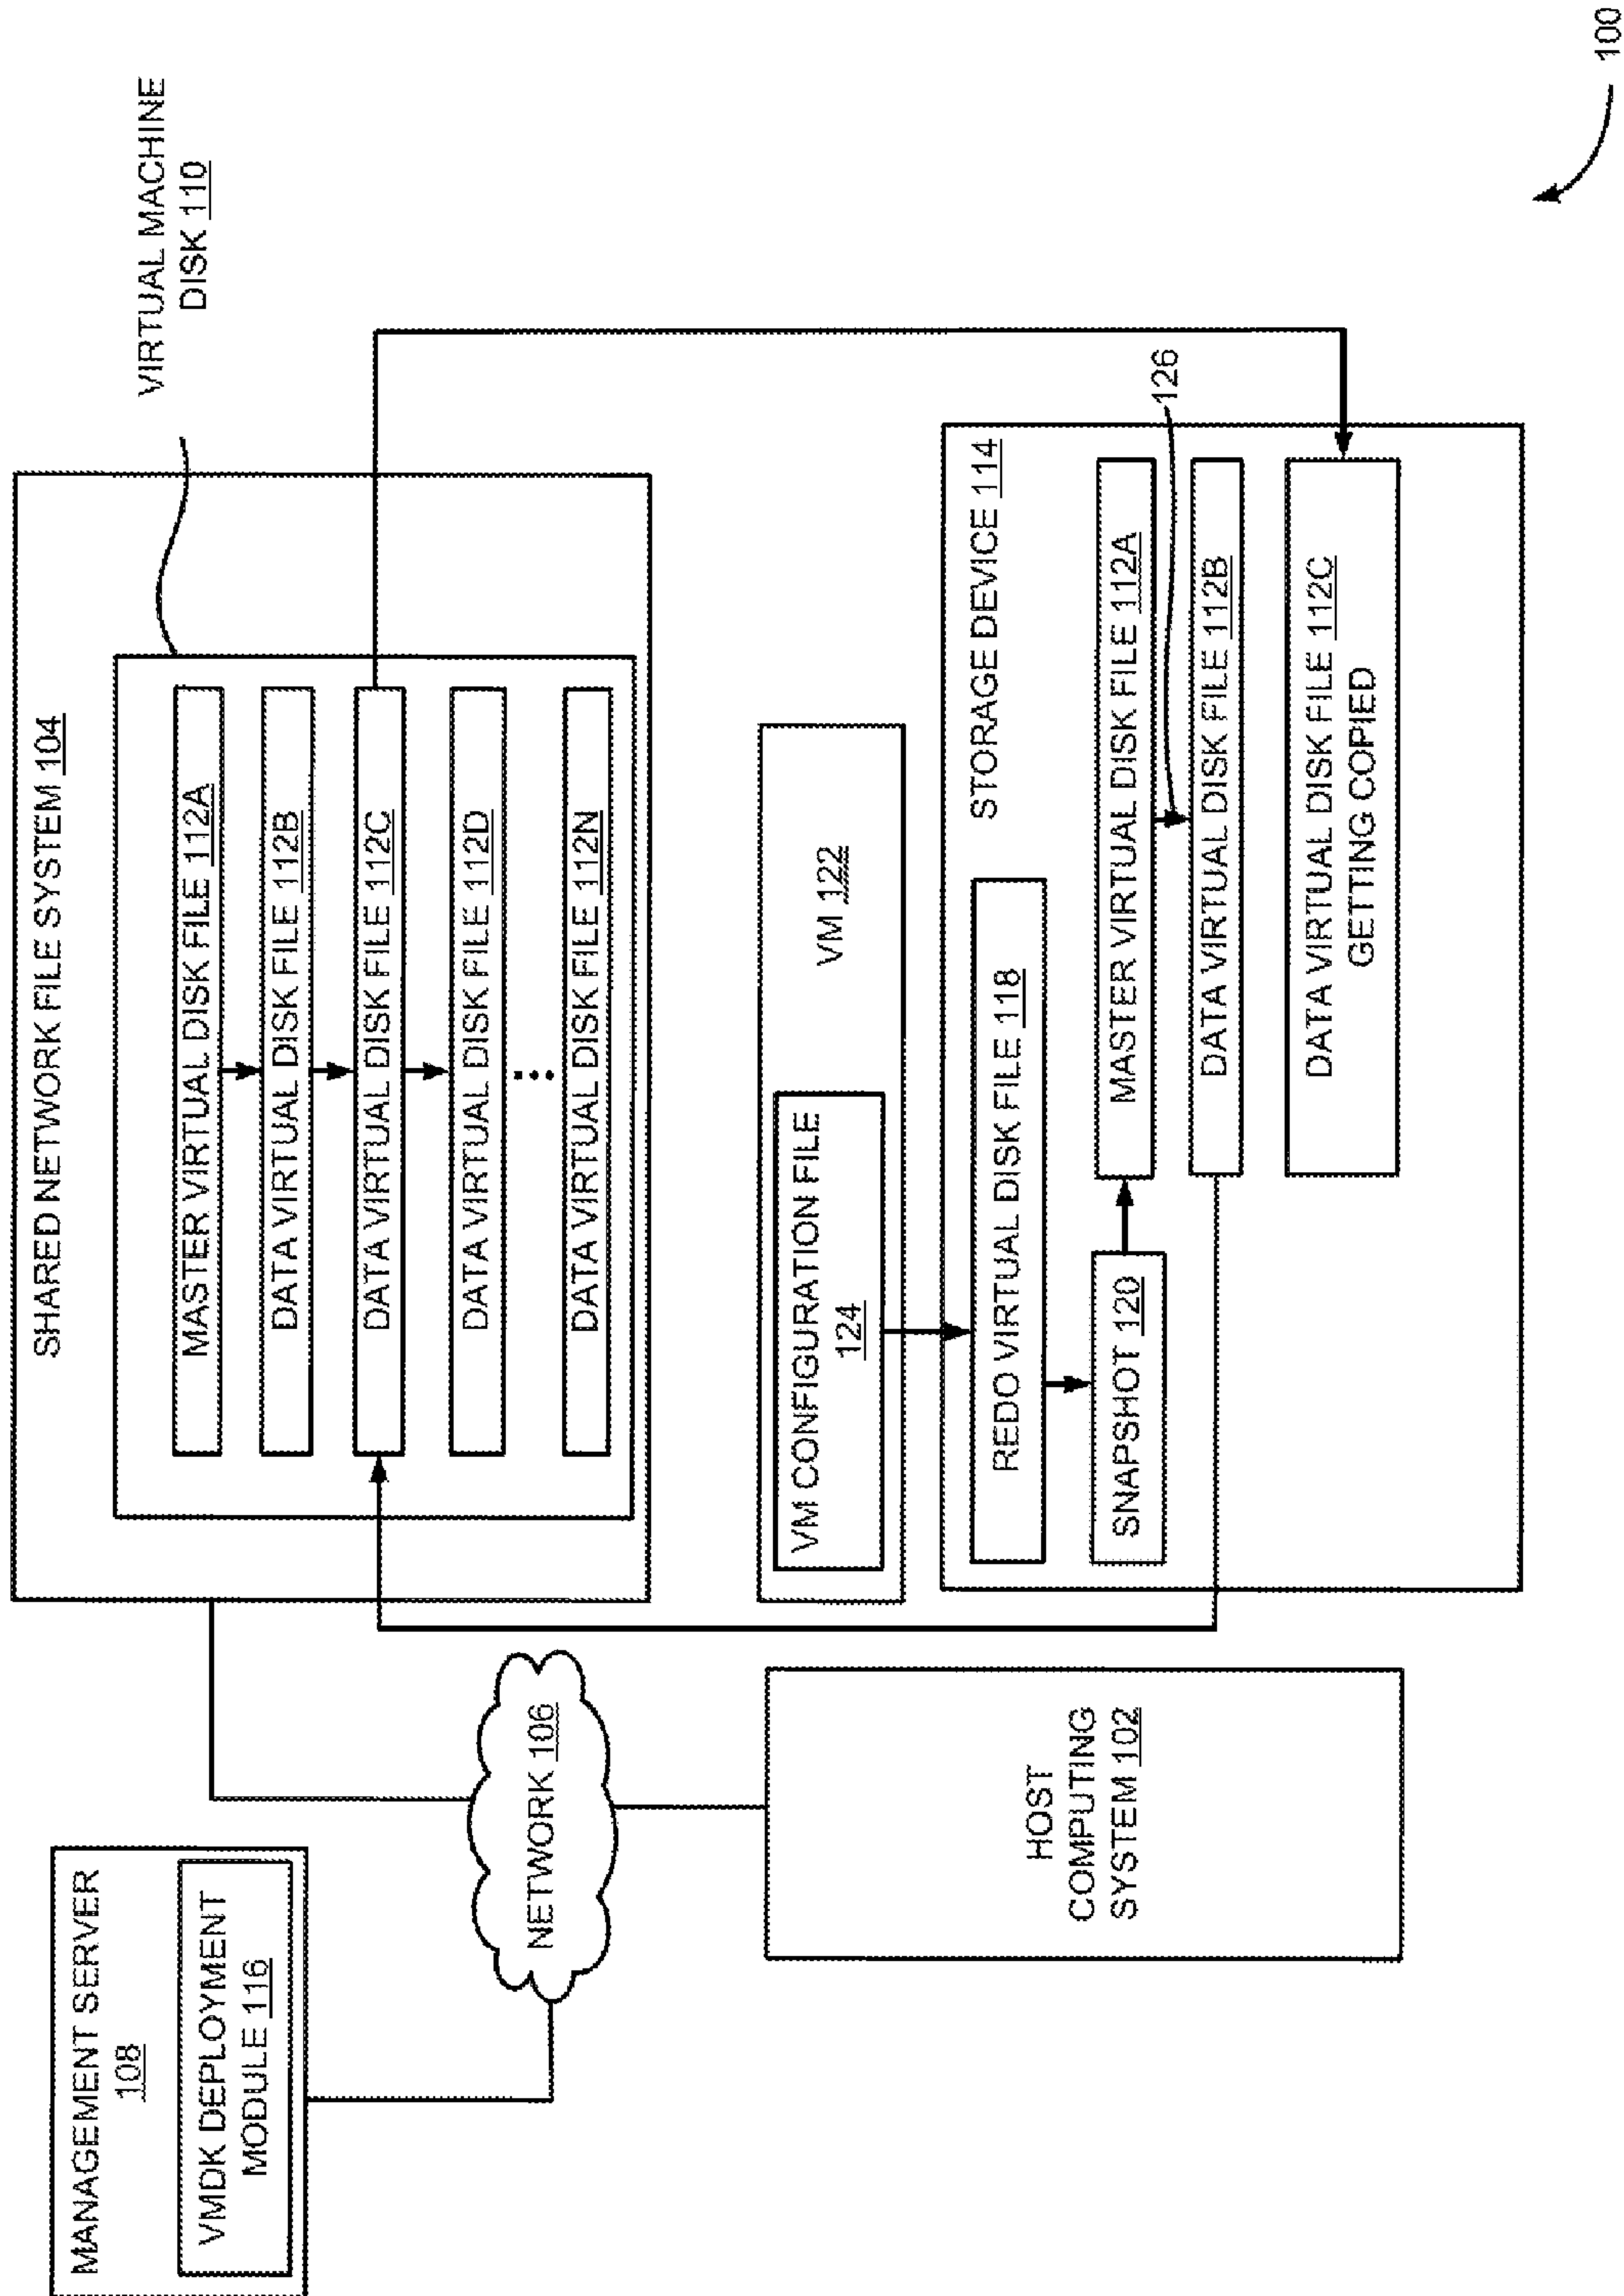 MANAGEMENT SERVER
108
VMDK DEPLOYMENT
MODULE 116
NETWORK 106
HOST
COMPUTING
SYSTEM 102
SHARED NETWORK FILE SYSTEM 104
MASTER VIRTUAL DISK FILE 112A
DATA VIRTUAL DISK FILE 112B
DATA VIRTUAL DISK FILE 112C
DATA VIRTUAL DISK FILE 112D
...
DATA VIRTUAL DISK FILE 112N
VIRTUAL MACHINE
DISK 110
VM CONFIGURATION FILE
124
VM 122
STORAGE DEVICE 114
REDO VIRTUAL DISK FILE 118
SNAPSHOT 120
MASTER VIRTUAL DISK FILE 112A
126
DATA VIRTUAL DISK FILE 112B
DATA VIRTUAL DISK FILE 112C
GETTING COPIED
100